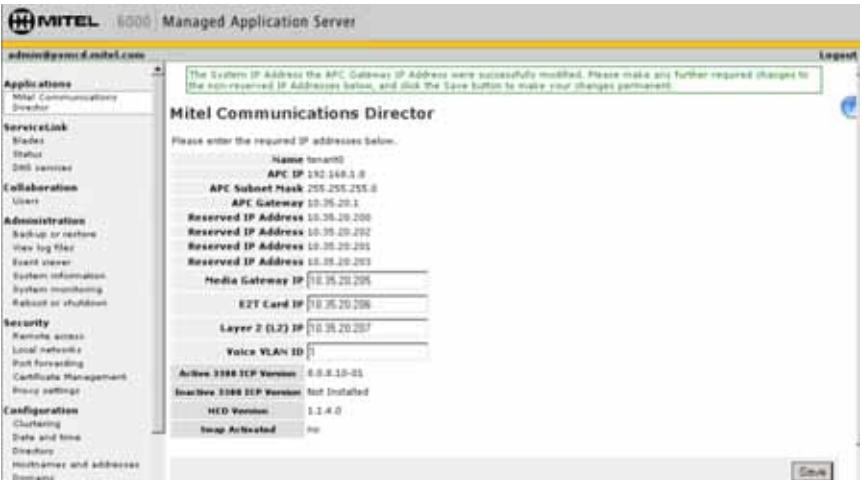 MITEL 6000 Managed Application Server
admin@yxmcd.mitel.com Logout
Applications
Mitel Communications
Director
ServiceLink
Blades
Status
DNS services
Collaboration
Users
Administration
Backup or restore
View log files
Event viewer
System information
System monitoring
Reboot or shutdown
Security
Remote access
Local networks
Port forwarding
Certificate Management
Proxy settings
Configuration
Clustering
Date and time
Directory
Hostnames and addresses
Domains
The System IP Address the APC Gateway IP Address were successfully modified. Please make any further required changes to
the non-reserved IP Addresses below, and click the Save button to make your changes permanent.
Mitel Communications Director
Please enter the required IP addresses below.
Name tenant0
APC IP 192.168.1.0
APC Subnet Mask 255.255.255.0
APC Gateway 10.35.20.1
Reserved IP Address 10.35.20.200
Reserved IP Address 10.35.20.202
Reserved IP Address 10.35.20.201
Reserved IP Address 10.35.20.203
Media Gateway IP 10.35.20.205
E2T Card IP 10.35.20.206
Layer 2 (L2) IP 10.35.20.207
Voice VLAN ID 1
Active 3300 ICP Version
Inactive 3300 ICP Version Not Installed
MCD Version 1.1.4.0
Swap Activated no
Save